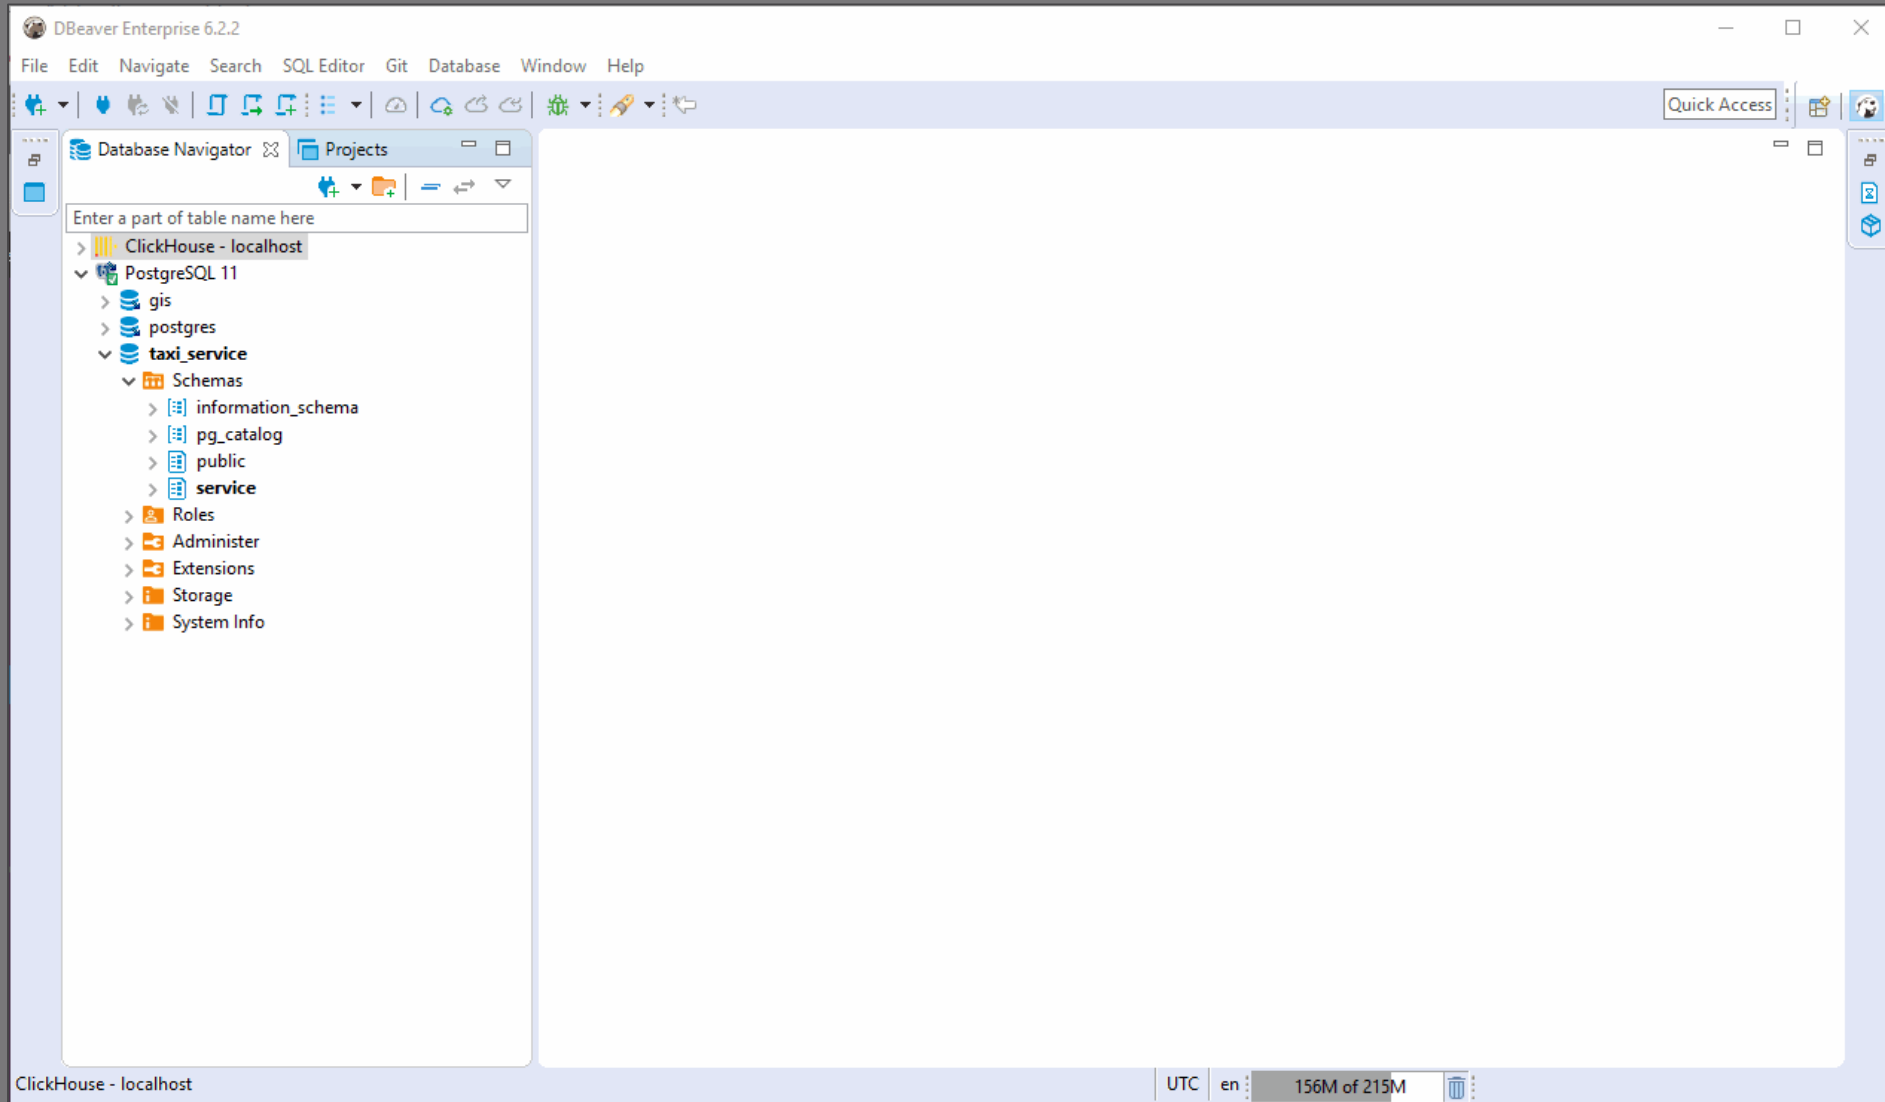 DBeaver Enterprise 6.2.2
File Edit Navigate Search SQL Editor Git Database Window Help
Quick Access
Database Navigator Projects
Enter a part of table name here
ClickHouse - localhost
PostgreSQL 11
gis
postgres
taxi_service
Schemas
information_schema
pg_catalog
public
service
Roles
Administer
Extensions
Storage
System Info
ClickHouse - localhost UTC en 156M of 215M